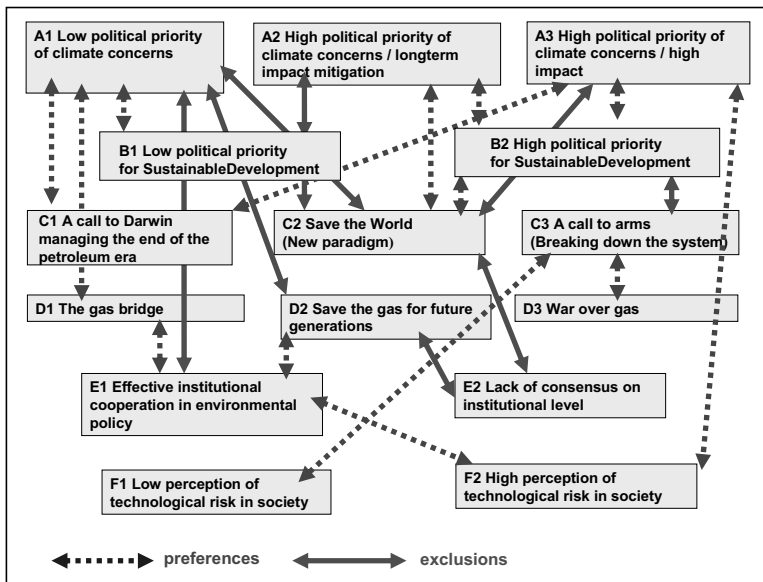 A1 Low political priority
of climate concerns
A2 High political priority of
climate concerns / longterm
impact mitigation
A3 High political priority of
climate concerns / high
impact
B1 Low political priority
for SustainableDevelopment
B2 High political priority
for SustainableDevelopment
C1 A call to Darwin
managing the end of the
petroleum era
C2 Save the World
(New paradigm)
C3 A call to arms
(Breaking down the system)
D1 The gas bridge
D2 Save the gas for future
generations
D3 War over gas
E1 Effective institutional
cooperation in environmental
policy
E2 Lack of consensus on
institutional level
F1 Low perception of
technological risk in society
F2 High perception of
technological risk in society
preferences
exclusions